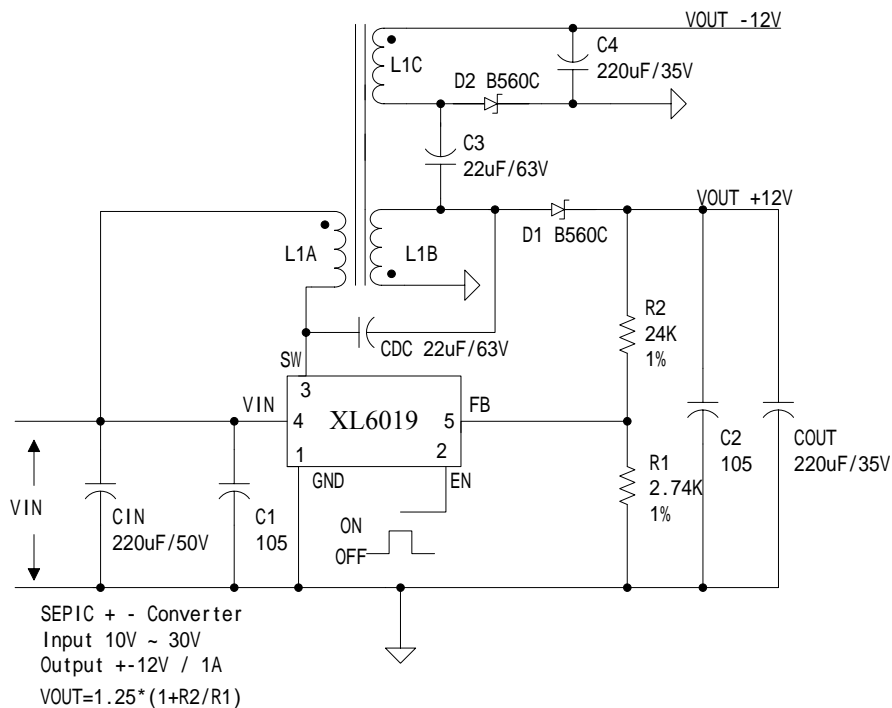 VOUT -12V
C4
220uF/35V
L1C
D2 B560C
C3
22uF/63V
VOUT +12V
D1 B560C
L1A
L1B
R2
24K
1%
CDC 22uF/63V
SW
3
VIN
4
XL6019
5
FB
1
2
GND
EN
C2
105
COUT
220uF/35V
R1
2.74K
1%
VIN
CIN
220uF/50V
C1
105
ON
OFF
SEPIC + - Converter
Input 10V ~ 30V
Output +-12V / 1A
VOUT=1.25*(1+R2/R1)